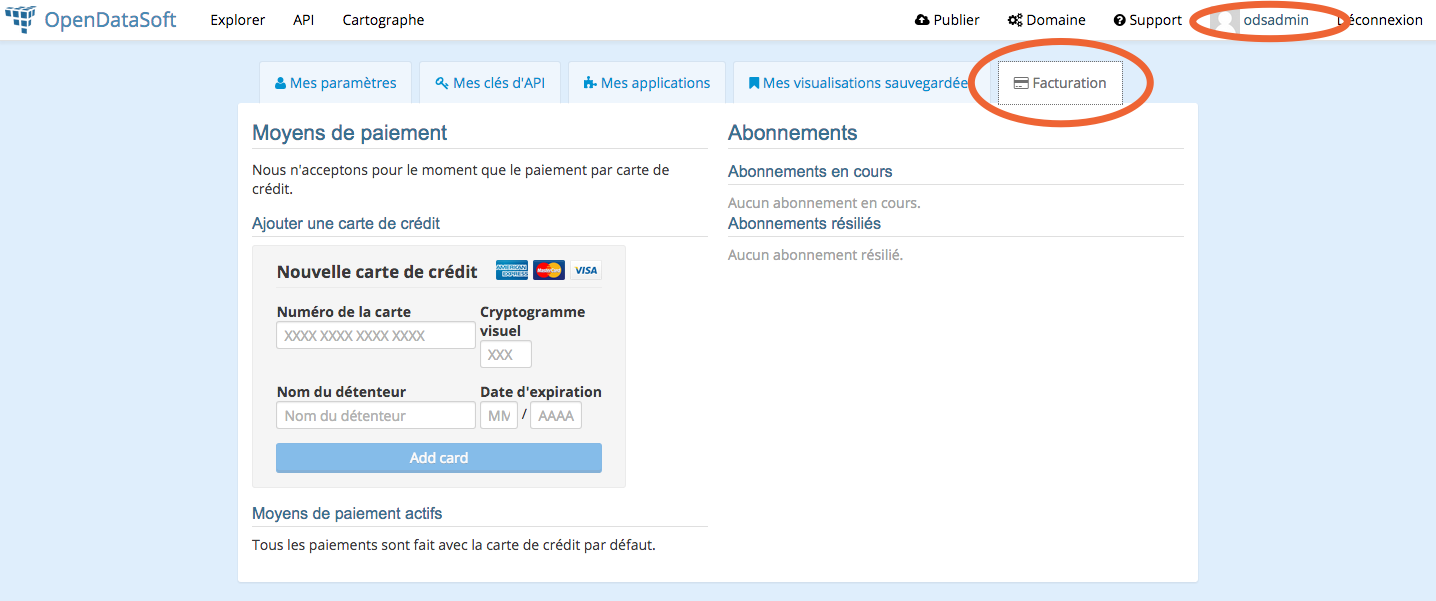 OpenDataSoft Explorer API Cartographe Publier Domaine Support odsadmin Déconnexion
Mes paramètres Mes clés d'API Mes applications Mes visualisations sauvegardée Facturation
Moyens de paiement
Nous n'acceptons pour le moment que le paiement par carte de
crédit.
Ajouter une carte de crédit
Nouvelle carte de crédit AMERICAN EXPRESS MasterCard VISA
Numéro de la carte
XXXX XXXX XXXX XXXX
Cryptogramme
visuel
XXX
Nom du détenteur
Nom du détenteur
Date d'expiration
MM / AAAA
Add card
Moyens de paiement actifs
Tous les paiements sont fait avec la carte de crédit par défaut.
Abonnements
Abonnements en cours
Aucun abonnement en cours.
Abonnements résiliés
Aucun abonnement résilié.